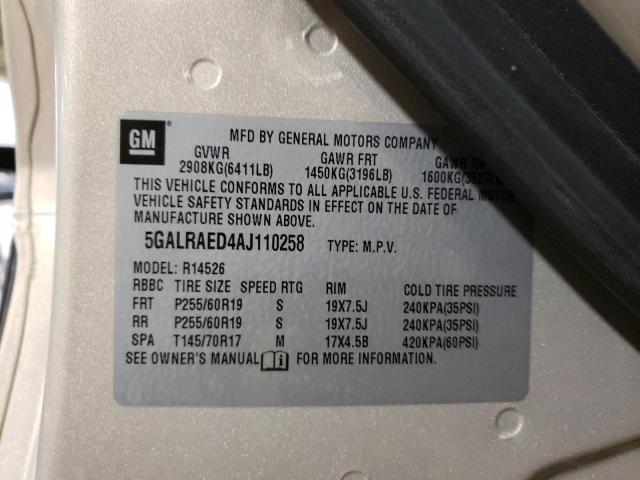 GM
MFD BY GENERAL MOTORS COMPANY
GVWR GAWR FRT GAWR
2908KG(6411LB) 1450KG(3196LB) 1600KG(3527LB)
THIS VEHICLE CONFORMS TO ALL APPLICABLE U.S. FEDERAL MOTOR
VEHICLE SAFETY STANDARDS IN EFFECT ON THE DATE OF
MANUFACTURE SHOWN ABOVE.
5GALRAED4AJ110258 TYPE: M.P.V.
MODEL: R14526
RBBC TIRE SIZE SPEED RTG RIM COLD TIRE PRESSURE
FRT P255/60R19 S 19X7.5J 240KPA(35PSI)
RR P255/60R19 S 19X7.5J 240KPA(35PSI)
SPA T145/70R17 M 17X4.5B 420KPA(60PSI)
SEE OWNER'S MANUAL FOR MORE INFORMATION.